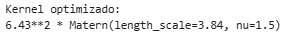 Kernel optimizado:
6.43**2 * Matern(length_scale=3.84, nu=1.5)